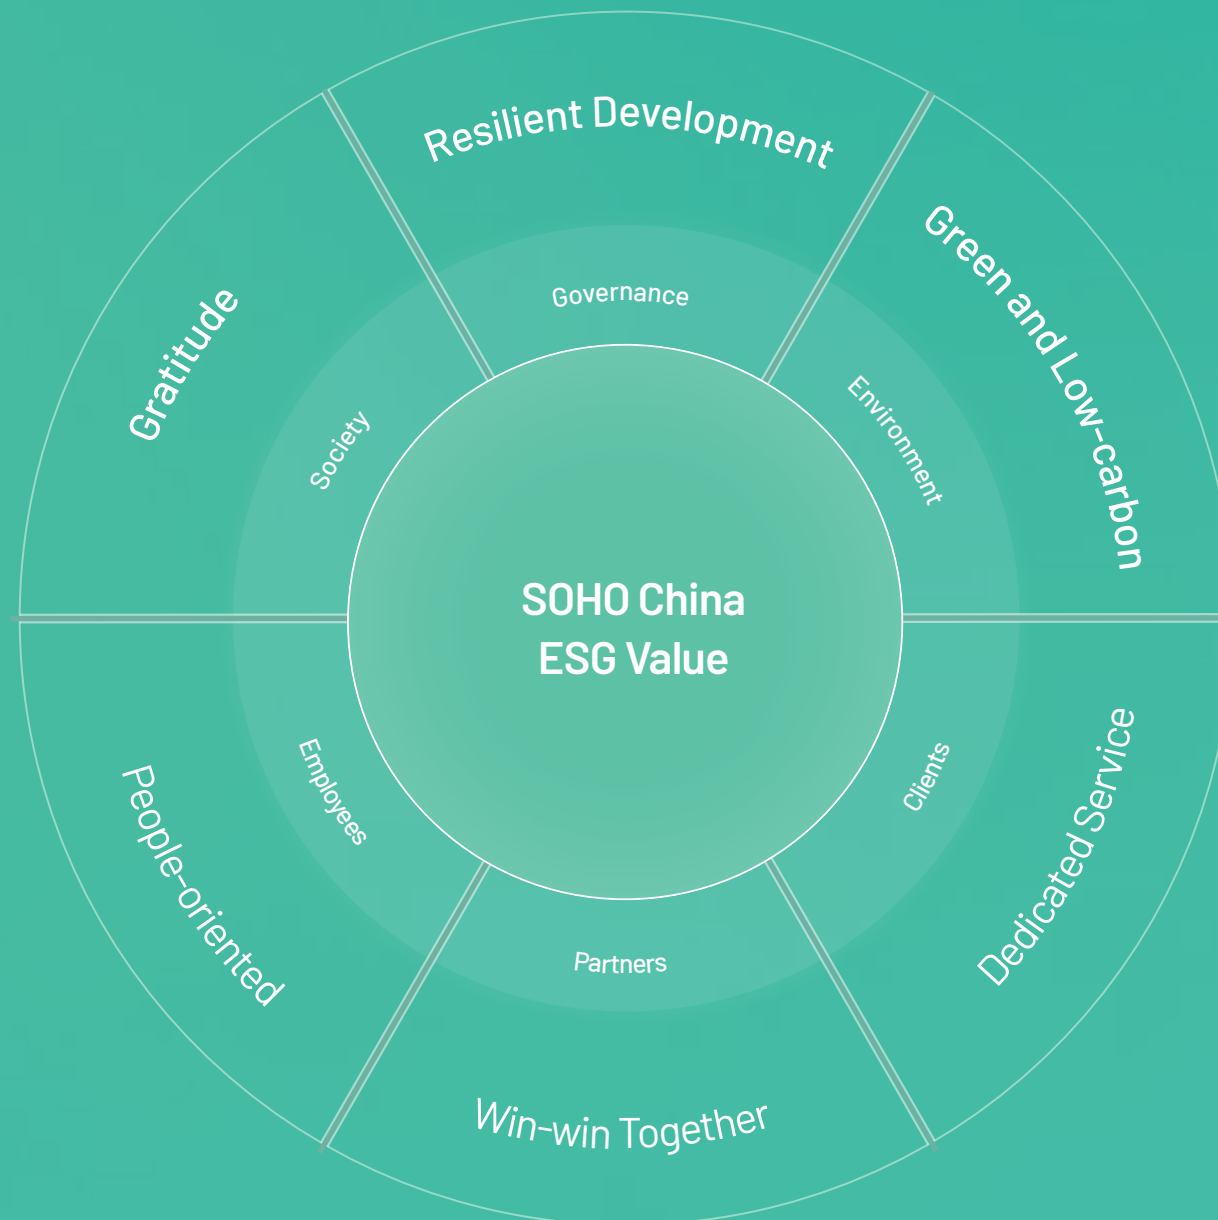 Resilient Development
Governance
Green and Low-carbon
Environment
Dedicated Service
Clients
Win-win Together
Partners
People-oriented
Employees
Gratitude
Society
SOHO China
ESG Value